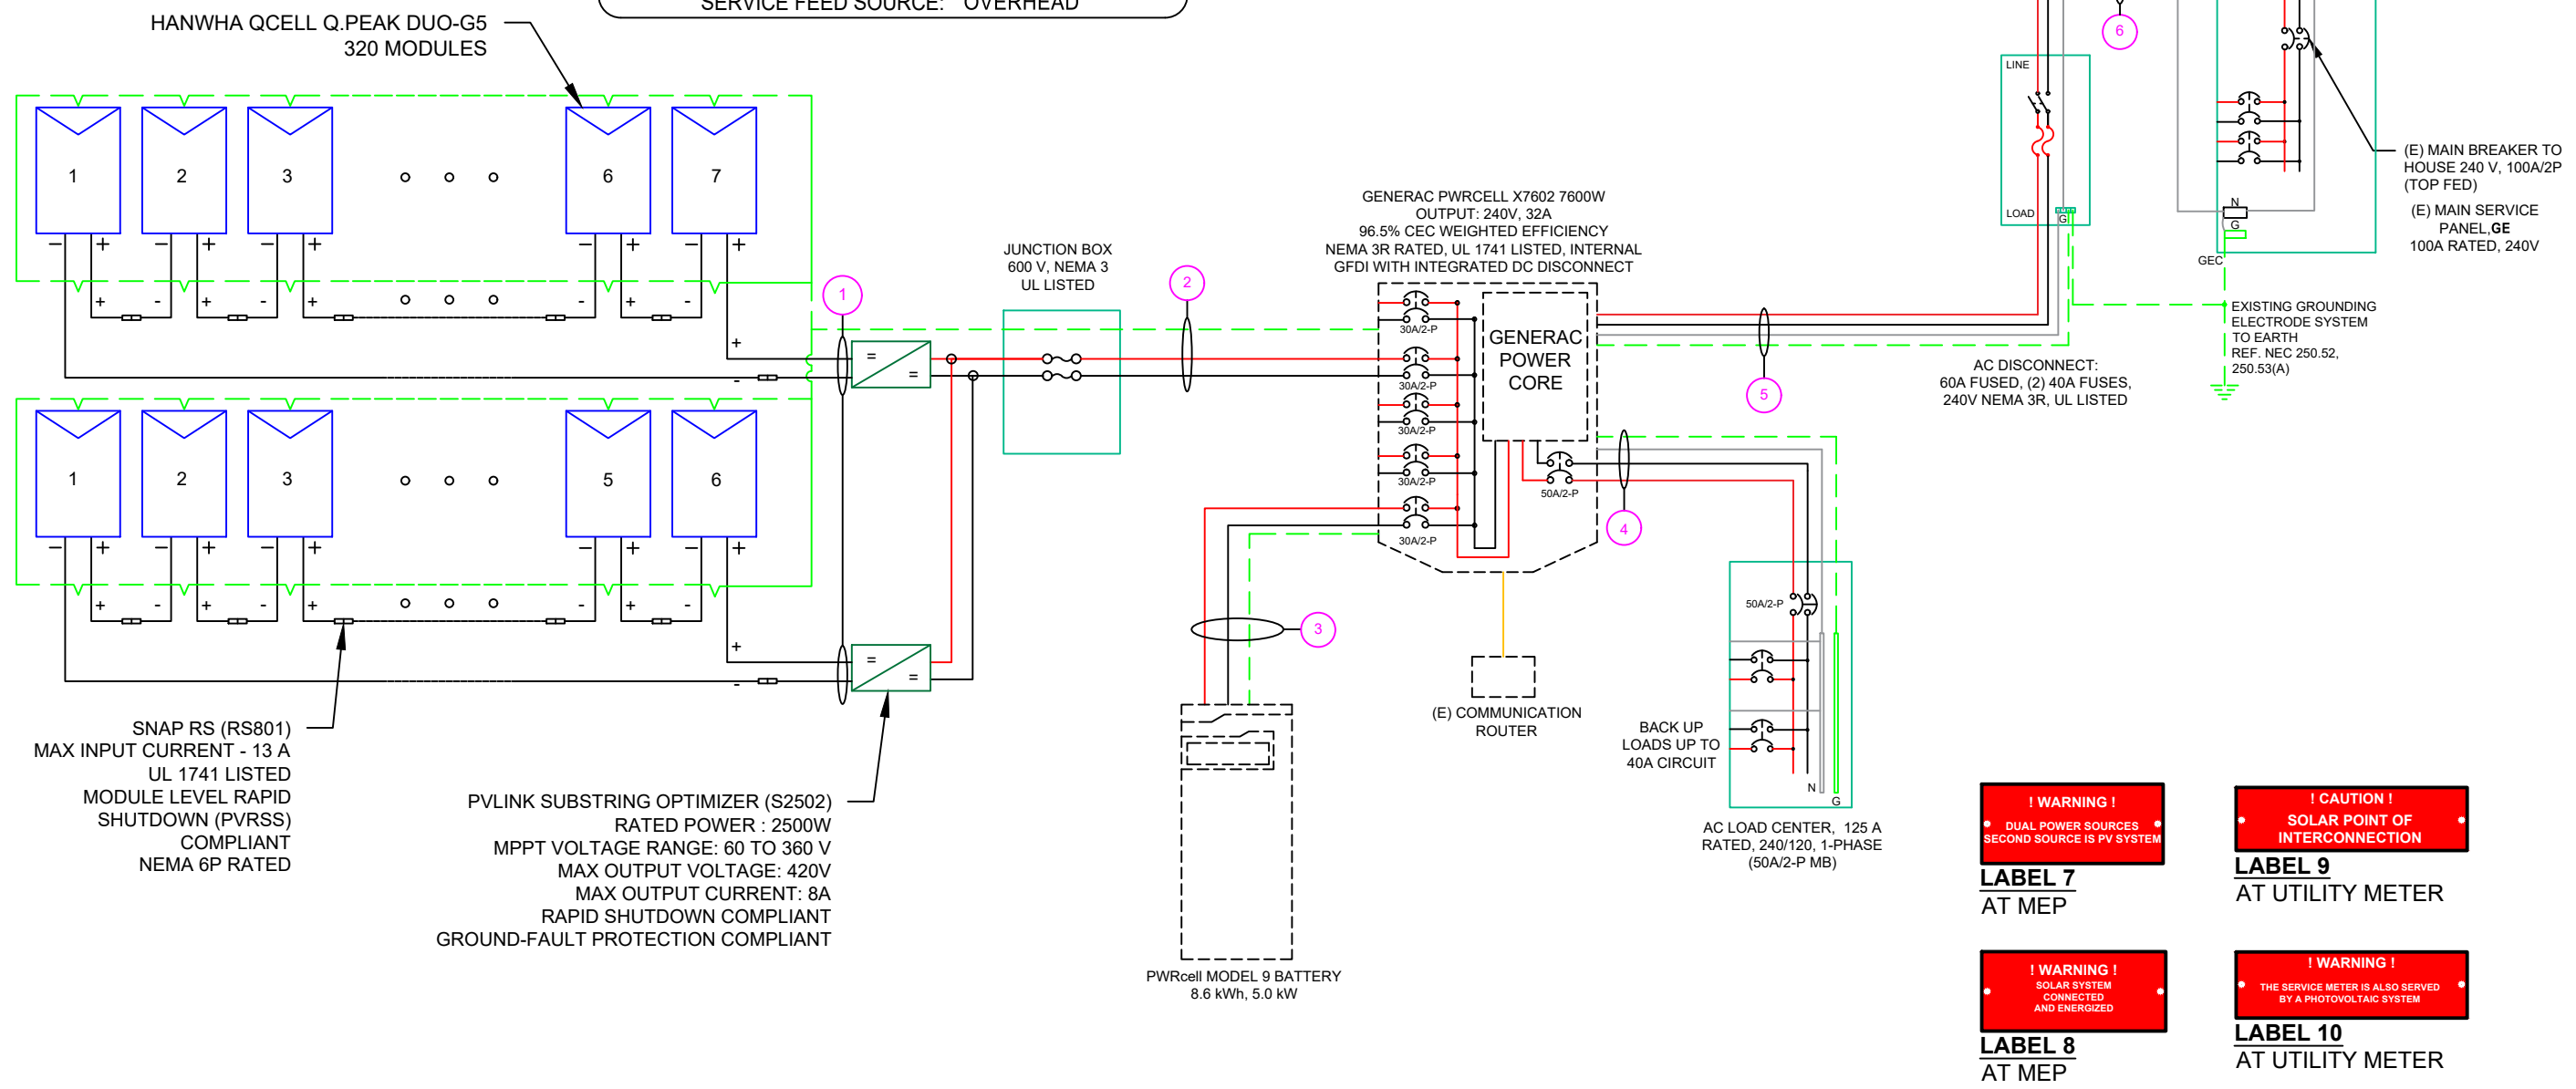 SERVICE FEED SOURCE: OVERHEAD
HANWHA QCELL Q.PEAK DUO-G5
320 MODULES
1
2
3
6
7
− + − + − + − + − +
+ - + - + - + -
+
-
1
2
3
5
6
− + − + − + − + − +
+ - + - + - + -
+
-
SNAP RS (RS801)
MAX INPUT CURRENT - 13 A
UL 1741 LISTED
MODULE LEVEL RAPID
SHUTDOWN (PVRSS)
COMPLIANT
NEMA 6P RATED
1
=
=
=
=
PVLINK SUBSTRING OPTIMIZER (S2502)
RATED POWER : 2500W
MPPT VOLTAGE RANGE: 60 TO 360 V
MAX OUTPUT VOLTAGE: 420V
MAX OUTPUT CURRENT: 8A
RAPID SHUTDOWN COMPLIANT
GROUND-FAULT PROTECTION COMPLIANT
JUNCTION BOX
600 V, NEMA 3
UL LISTED
2
GENERAC PWRCELL X7602 7600W
OUTPUT: 240V, 32A
96.5% CEC WEIGHTED EFFICIENCY
NEMA 3R RATED, UL 1741 LISTED, INTERNAL
GFDI WITH INTEGRATED DC DISCONNECT
30A/2-P
30A/2-P
30A/2-P
30A/2-P
30A/2-P
GENERAC
POWER
CORE
50A/2-P
3
PWRcell MODEL 9 BATTERY
8.6 kWh, 5.0 kW
(E) COMMUNICATION
ROUTER
4
5
50A/2-P
BACK UP
LOADS UP TO
40A CIRCUIT
N
G
AC LOAD CENTER, 125 A
RATED, 240/120, 1-PHASE
(50A/2-P MB)
6
LINE
LOAD
G
AC DISCONNECT:
60A FUSED, (2) 40A FUSES,
240V NEMA 3R, UL LISTED
N
G
GEC
(E) MAIN BREAKER TO
HOUSE 240 V, 100A/2P
(TOP FED)
(E) MAIN SERVICE
PANEL,GE
100A RATED, 240V
EXISTING GROUNDING
ELECTRODE SYSTEM
TO EARTH
REF. NEC 250.52,
250.53(A)
! WARNING !
DUAL POWER SOURCES
SECOND SOURCE IS PV SYSTEM
LABEL 7
AT MEP
! CAUTION !
SOLAR POINT OF
INTERCONNECTION
LABEL 9
AT UTILITY METER
! WARNING !
SOLAR SYSTEM
CONNECTED
AND ENERGIZED
LABEL 8
AT MEP
! WARNING !
THE SERVICE METER IS ALSO SERVED
BY A PHOTOVOLTAIC SYSTEM
LABEL 10
AT UTILITY METER